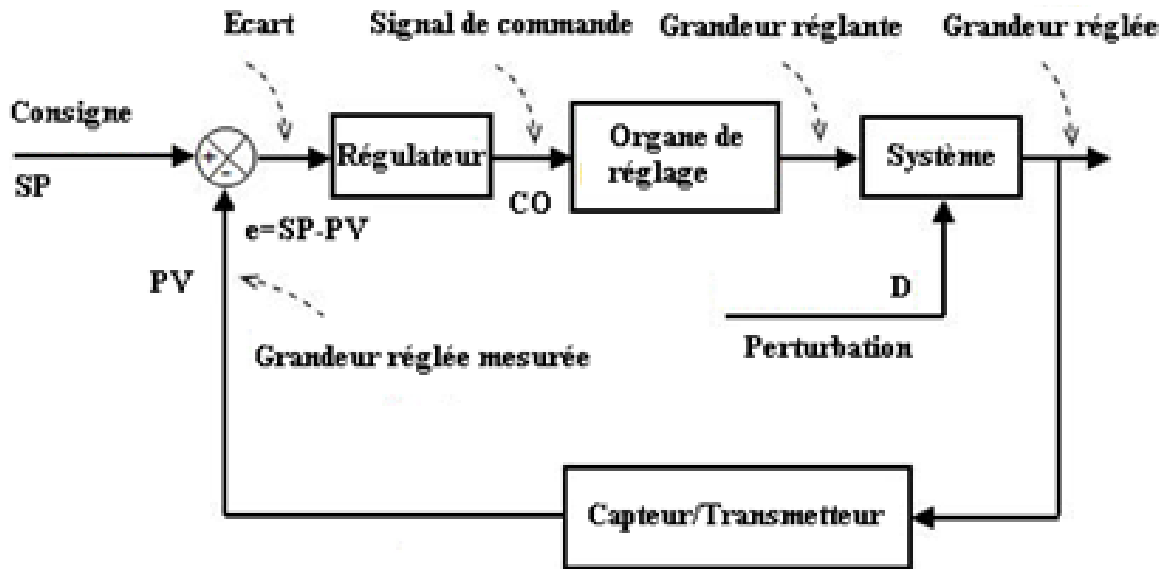 Ecart
Signal de commande
Grandeur réglante
Grandeur réglée
Consigne
SP
+
-
Régulateur
CO
Organe de
réglage
Système
e=SP-PV
PV
D
Perturbation
Grandeur réglée mesurée
Capteur/Transmetteur